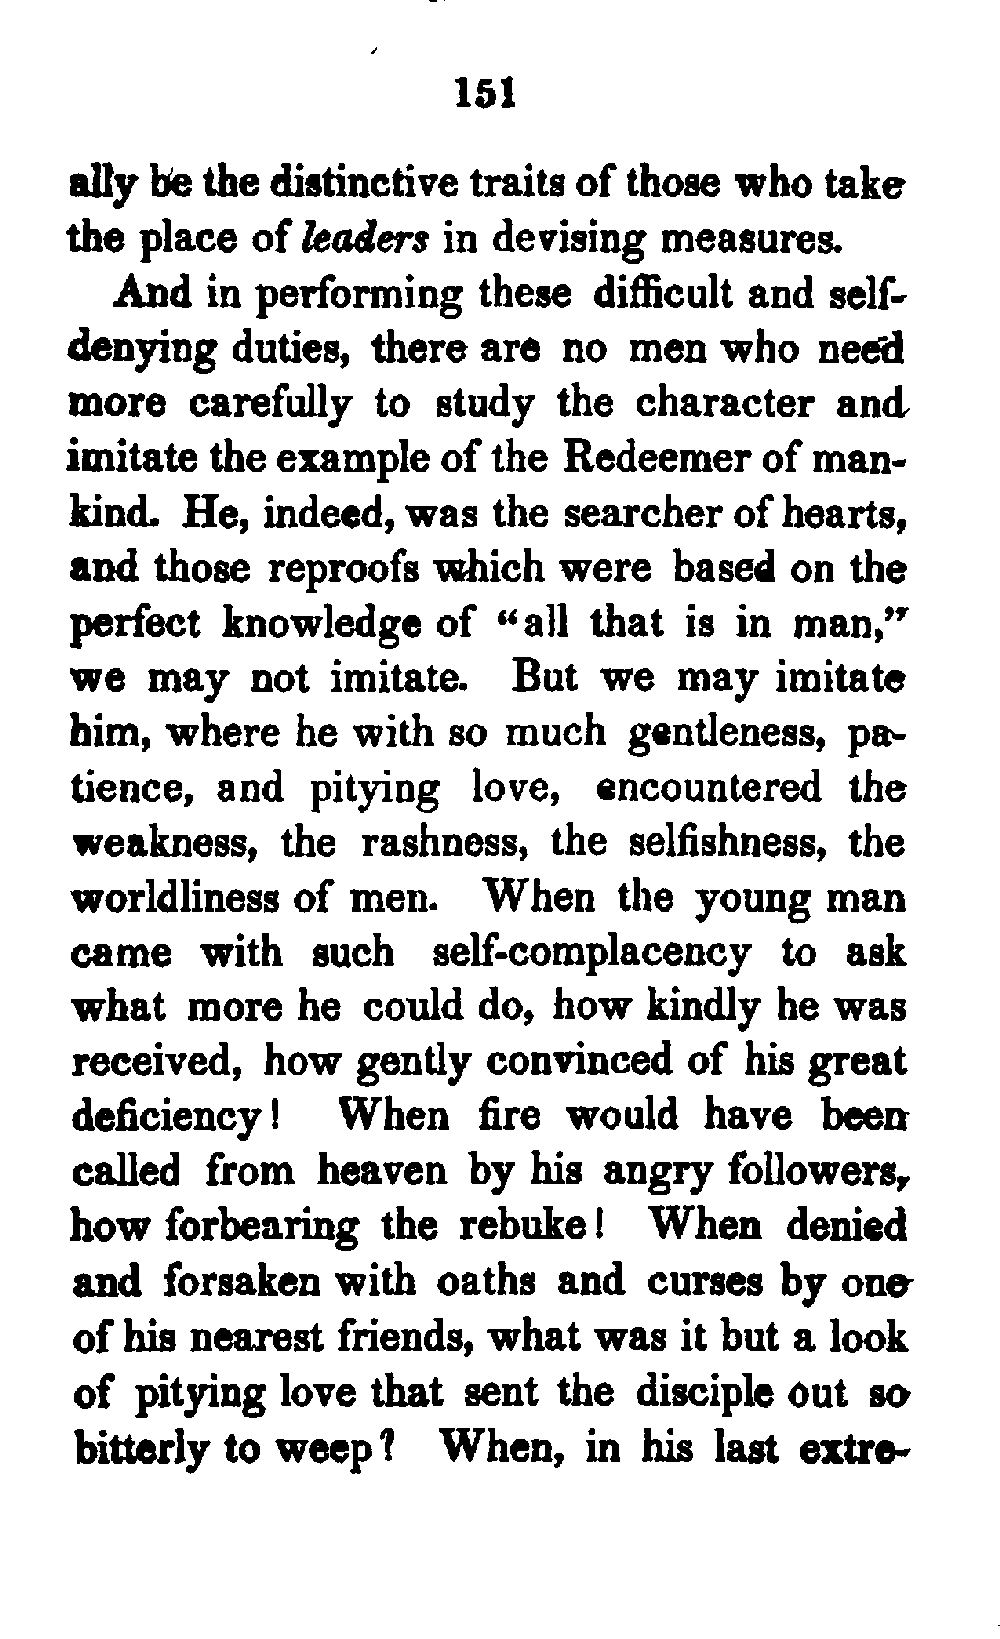 151
ally be the distinctive traits of those who take
the place of leaders in devising measures.
And in performing these difficult and self-
denying duties, there are no men who need
more carefully to study the character and
imitate the example of the Redeemer of man-
kind. He, indeed, was the searcher of hearts,
and those reproofs which were based on the
perfect knowledge of "all that is in man,"
we may not imitate. But we may imitate
him, where he with so much gentleness, pa-
tience, and pitying love, encountered the
weakness, the rashness, the selfishness, the
worldliness of men. When the young man
came with such self-complacency to ask
what more he could do, how kindly he was
received, how gently convinced of his great
deficiency! When fire would have been
called from heaven by his angry followers,
how forbearing the rebuke! When denied
and forsaken with oaths and curses by one
of his nearest friends, what was it but a look
of pitying love that sent the disciple out so
bitterly to weep? When, in his last extre-